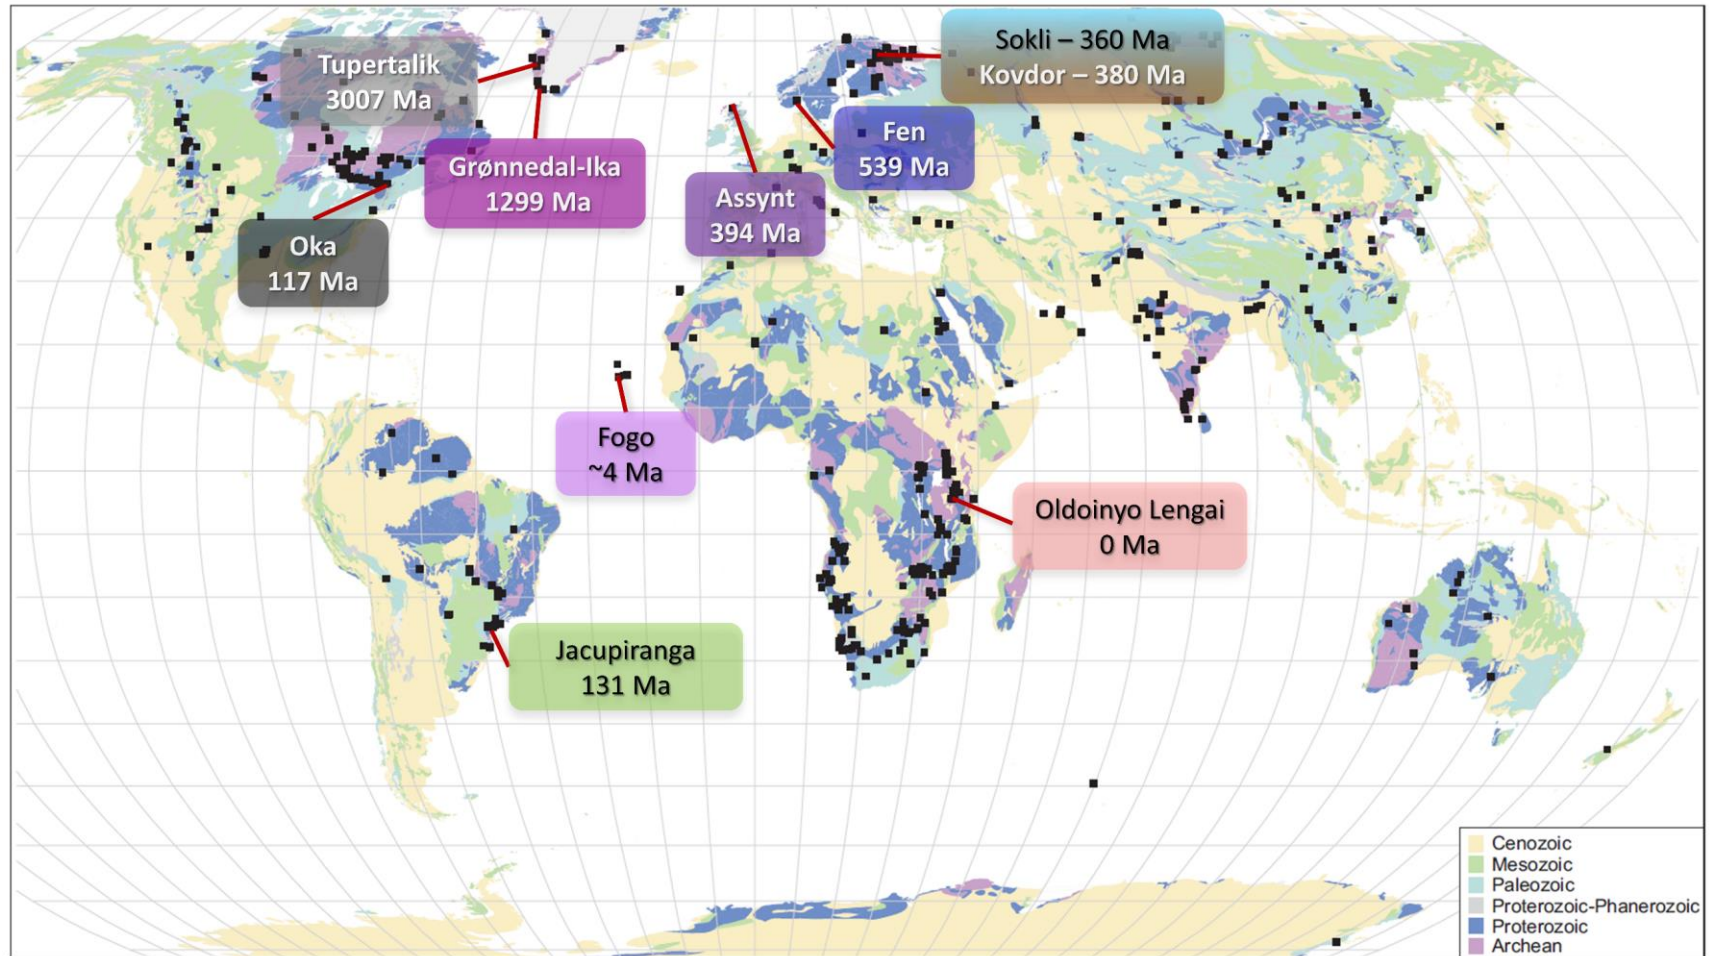 Tupertalik
3007 Ma
Sokli – 360 Ma
Kovdor – 380 Ma
Grønnedal-Ika
1299 Ma
Fen
539 Ma
Assynt
394 Ma
Oka
117 Ma
Fogo
~4 Ma
Oldoinyo Lengai
0 Ma
Jacupiranga
131 Ma
Cenozoic
Mesozoic
Paleozoic
Proterozoic-Phanerozoic
Proterozoic
Archean